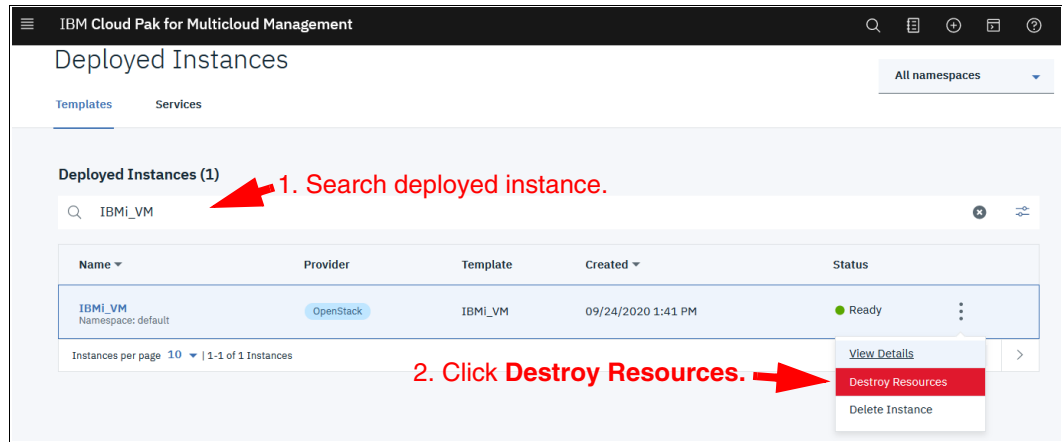 IBM Cloud Pak for Multicloud Management
Deployed Instances
All namespaces
Templates Services
Deployed Instances (1)
1. Search deployed instance.
IBMi_VM
Name Provider Template Created Status
IBMi_VM OpenStack IBMi_VM 09/24/2020 1:41 PM Ready
Namespace: default
Instances per page 10 | 1-1 of 1 Instances
View Details
2. Click Destroy Resources.
Destroy Resources
Delete Instance